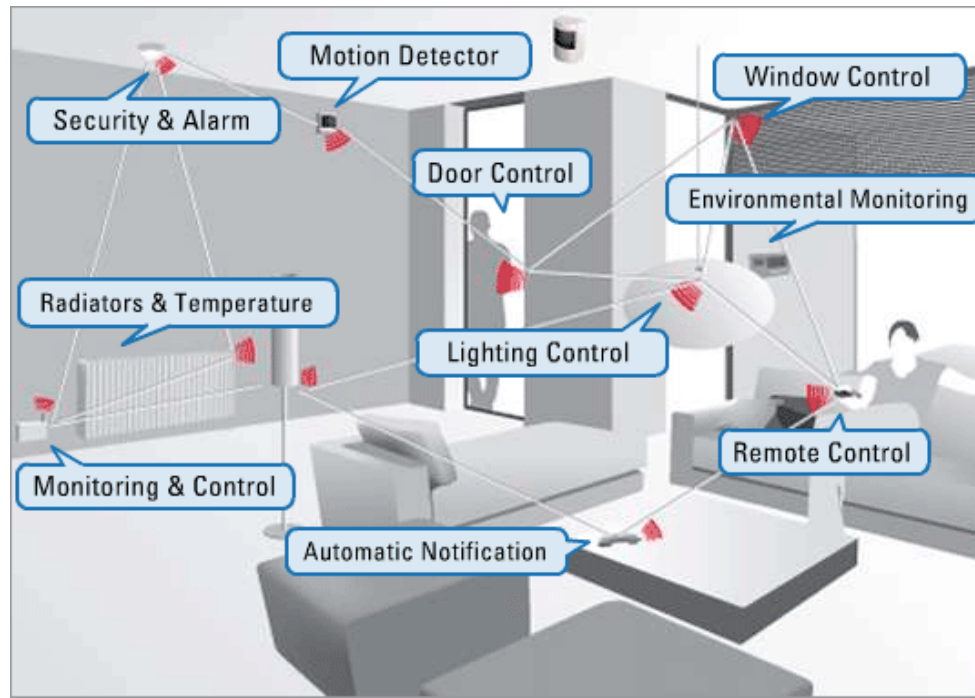 Motion Detector
Window Control
Security & Alarm
Door Control
Environmental Monitoring
Radiators & Temperature
Lighting Control
Remote Control
Monitoring & Control
Automatic Notification